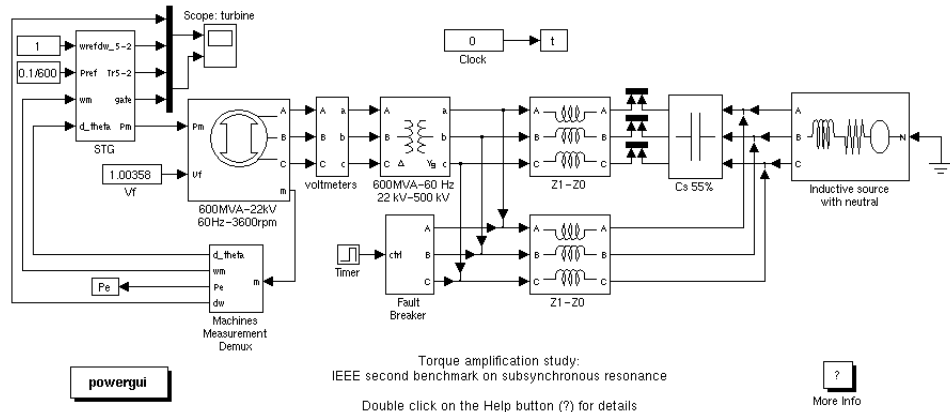 Scope: turbine
1
wref
dw_5-2
0.1/600
Pref
Tr5-2
wm
gate
d_theta
Pm
STG
1.00358
Vf
Pm
Vf
A
B
C
m
600MVA-22kV
60Hz-3600rpm
A
B
C
a
b
c
voltmeters
A
B
C
Δ
a
b
c
Yg
600MVA-60 Hz
22 kV-500 kV
0
Clock
t
A
B
C
A
B
C
Z1-Z0
Cs 55%
A
B
C
N
Inductive source
with neutral
d_theta
wm
Pe
dw
m
Pe
Machines
Measurement
Demux
Timer
ctrl
A
B
C
Fault
Breaker
A
B
C
A
B
C
Z1-Z0
powergui
Torque amplification study:
IEEE second benchmark on subsynchronous resonance
Double click on the Help button (?) for details
?
More Info